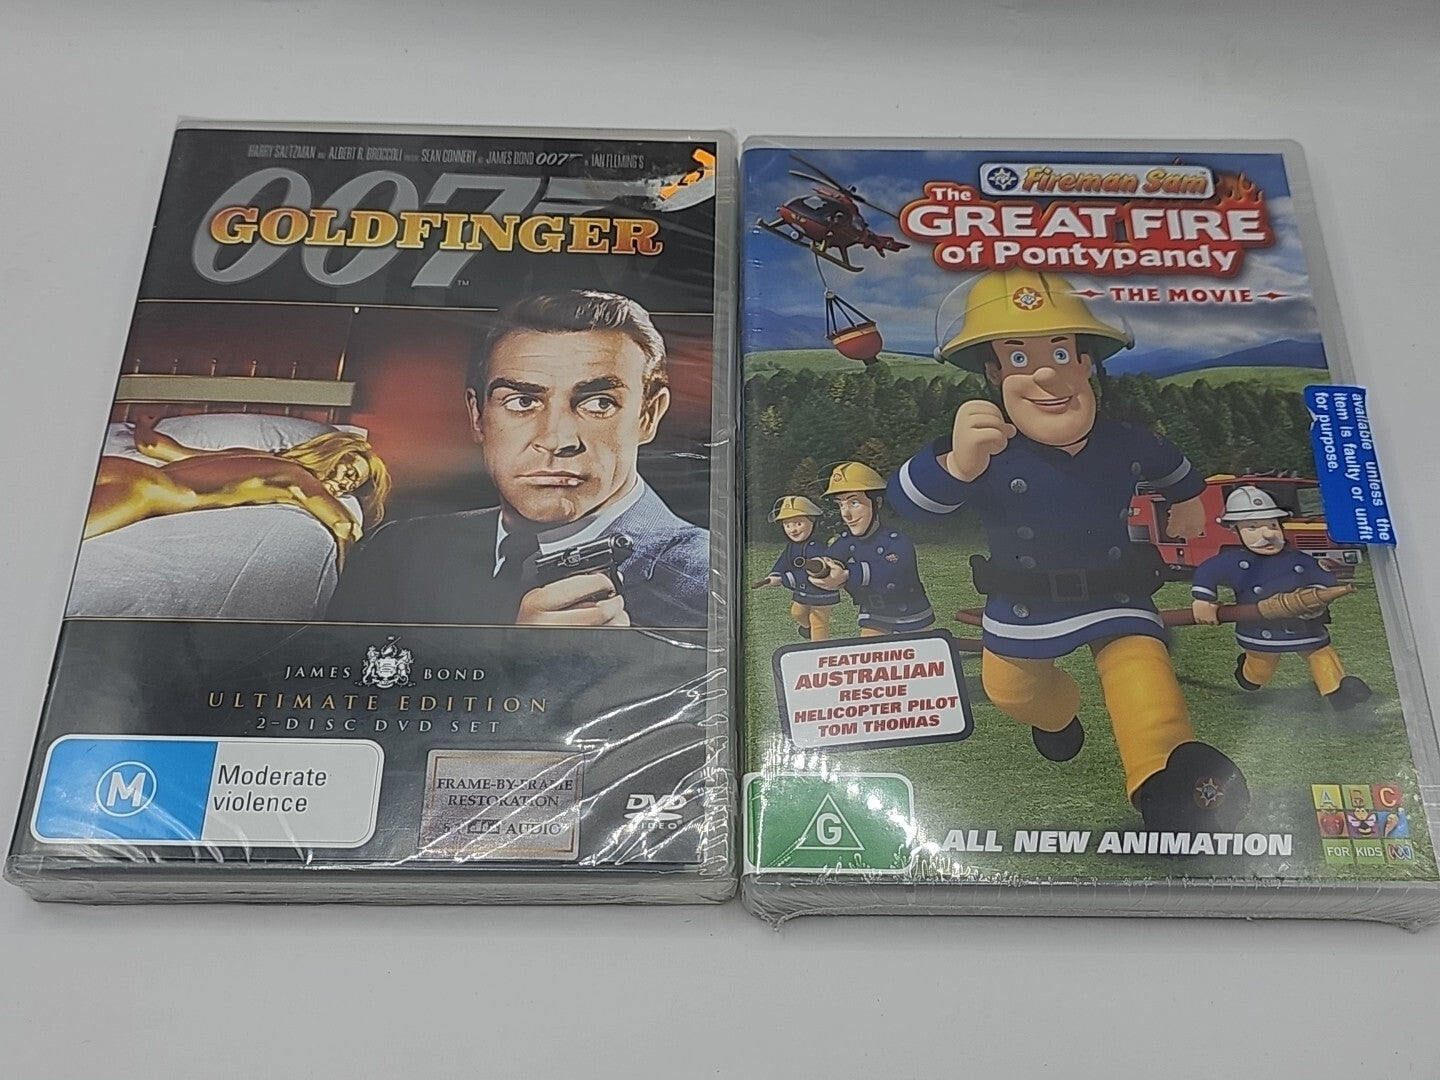 HARRY SALTZMAN AND ALBERT R. BROCCOLI PRESENT SEAN CONNERY AS JAMES BOND 007 IN IAN FLEMING'S
007
GOLDFINGER
TM
JAMES BOND
ULTIMATE EDITION
2-DISC DVD SET
M
Moderate
violence
FRAME-BY-FRAME
RESTORATION
AUDIO
DVD
VIDEO
Fireman Sam
The
GREAT FIRE
of Pontypandy
THE MOVIE
available unless the
item is faulty or unfit
for purpose.
FEATURING
AUSTRALIAN
RESCUE
HELICOPTER PILOT
TOM THOMAS
G
ALL NEW ANIMATION
ABC
FOR KIDS